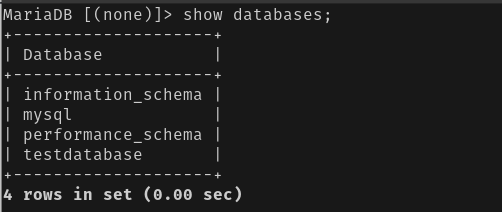 MariaDB [(none)]> show databases;
+--------------------+
| Database           |
+--------------------+
| information_schema |
| mysql              |
| performance_schema |
| testdatabase       |
+--------------------+
4 rows in set (0.00 sec)